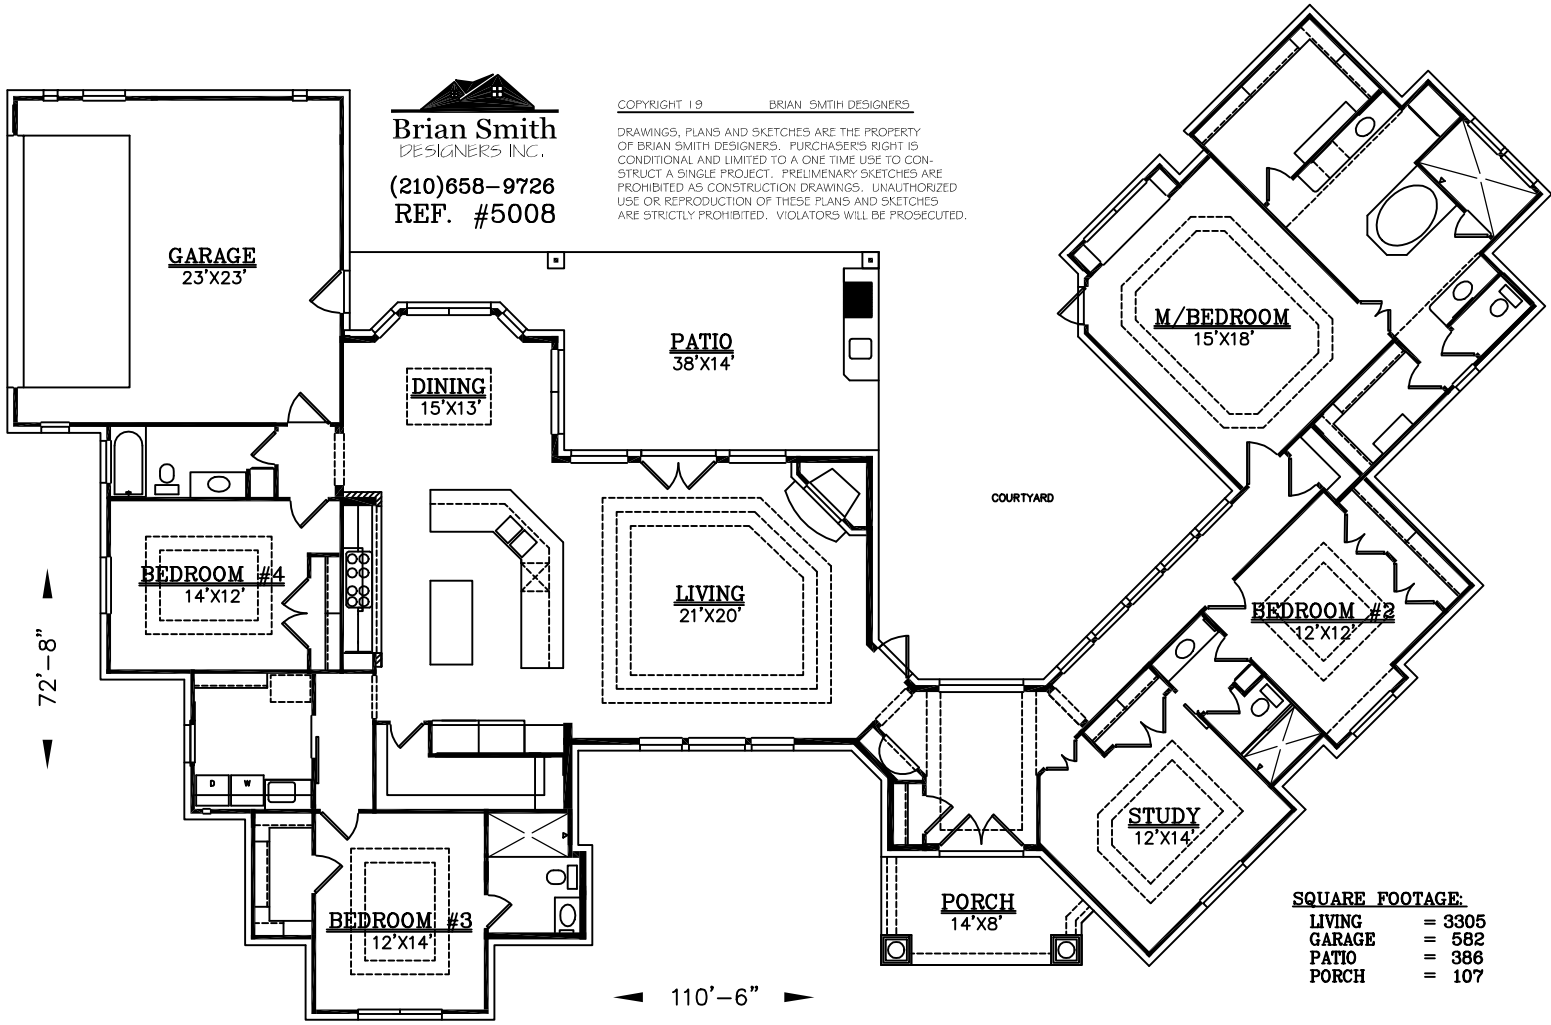 Brian Smith
DESIGNERS INC.
(210)658-9726
REF. #5008
COPYRIGHT 19 BRIAN SMTIH DESIGNERS
DRAWINGS, PLANS AND SKETCHES ARE THE PROPERTY
OF BRIAN SMITH DESIGNERS. PURCHASER'S RIGHT IS
CONDITIONAL AND LIMITED TO A ONE TIME USE TO CON-
STRUCT A SINGLE PROJECT. PRELIMENARY SKETCHES ARE
PROHIBITED AS CONSTRUCTION DRAWINGS. UNAUTHORIZED
USE OR REPRODUCTION OF THESE PLANS AND SKETCHES
ARE STRICTLY PROHIBITED. VIOLATORS WILL BE PROSECUTED.
GARAGE
23'X23'
M/BEDROOM
15'X18'
PATIO
38'X14'
DINING
15'X13'
COURTYARD
BEDROOM #4
14'X12'
LIVING
21'X20'
BEDROOM #2
12'X12'
72'-8"
D
W
STUDY
12'X14'
BEDROOM #3
12'X14'
PORCH
14'X8'
110'-6"
SQUARE FOOTAGE:
LIVING = 3305
GARAGE = 582
PATIO = 386
PORCH = 107